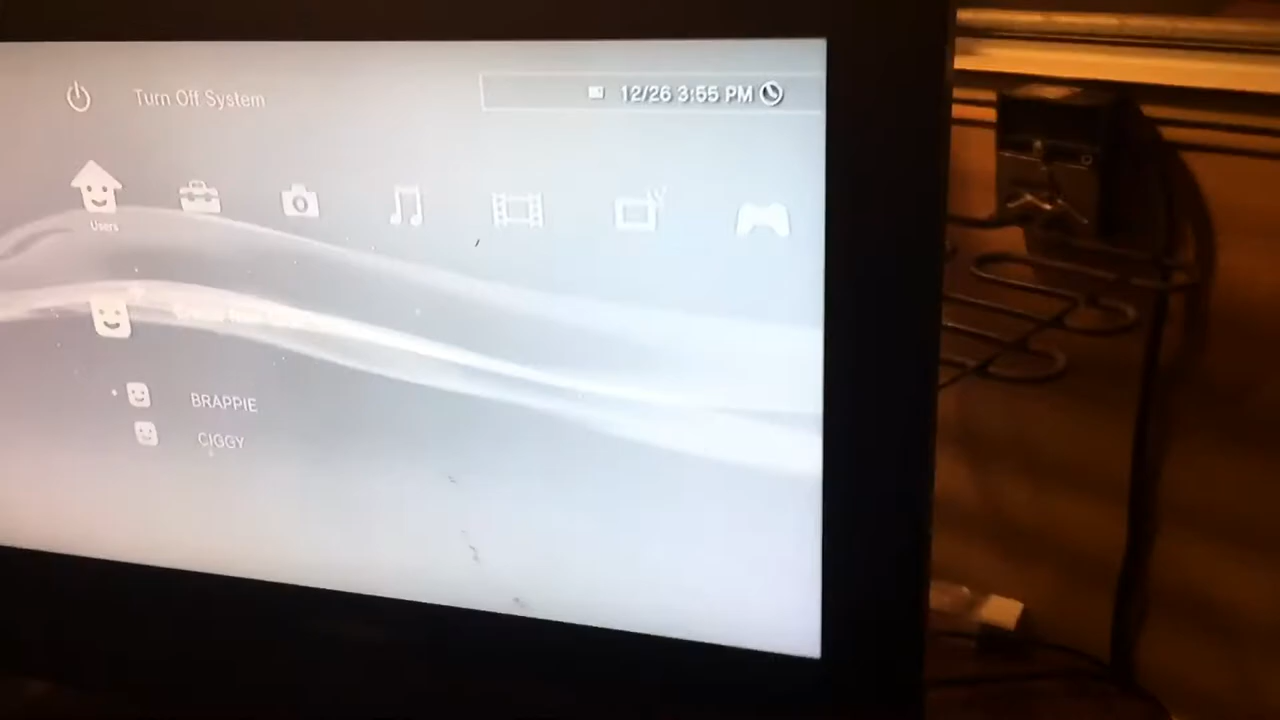 Turn Off System
12/26 3:55 PM
Users
BRAPPIE
CIGGY